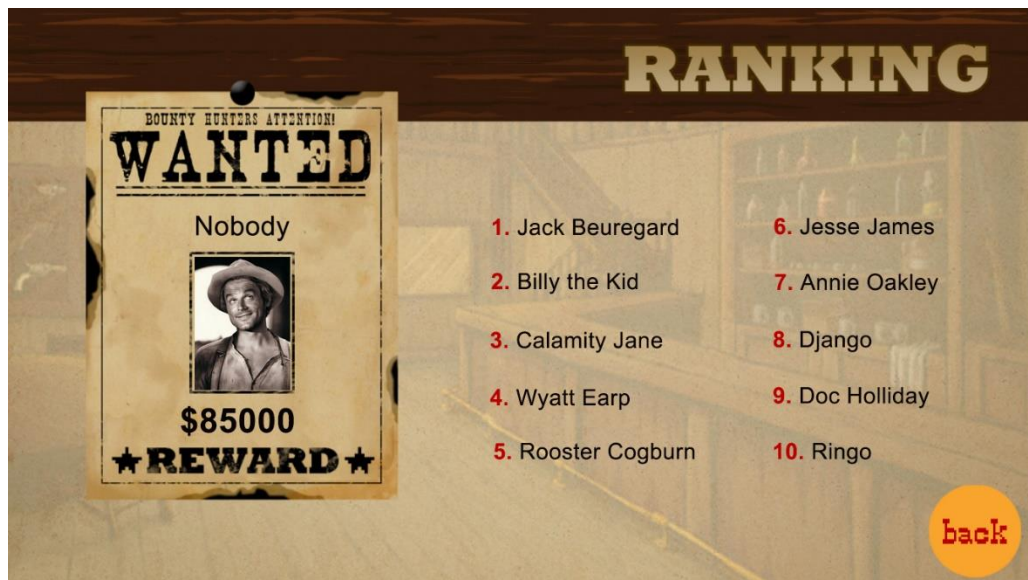 RANKING
BOUNTY HUNTERS ATTENTION!
WANTED
Nobody
$85000
REWARD
1. Jack Beuregard
2. Billy the Kid
3. Calamity Jane
4. Wyatt Earp
5. Rooster Cogburn
6. Jesse James
7. Annie Oakley
8. Django
9. Doc Holliday
10. Ringo
back